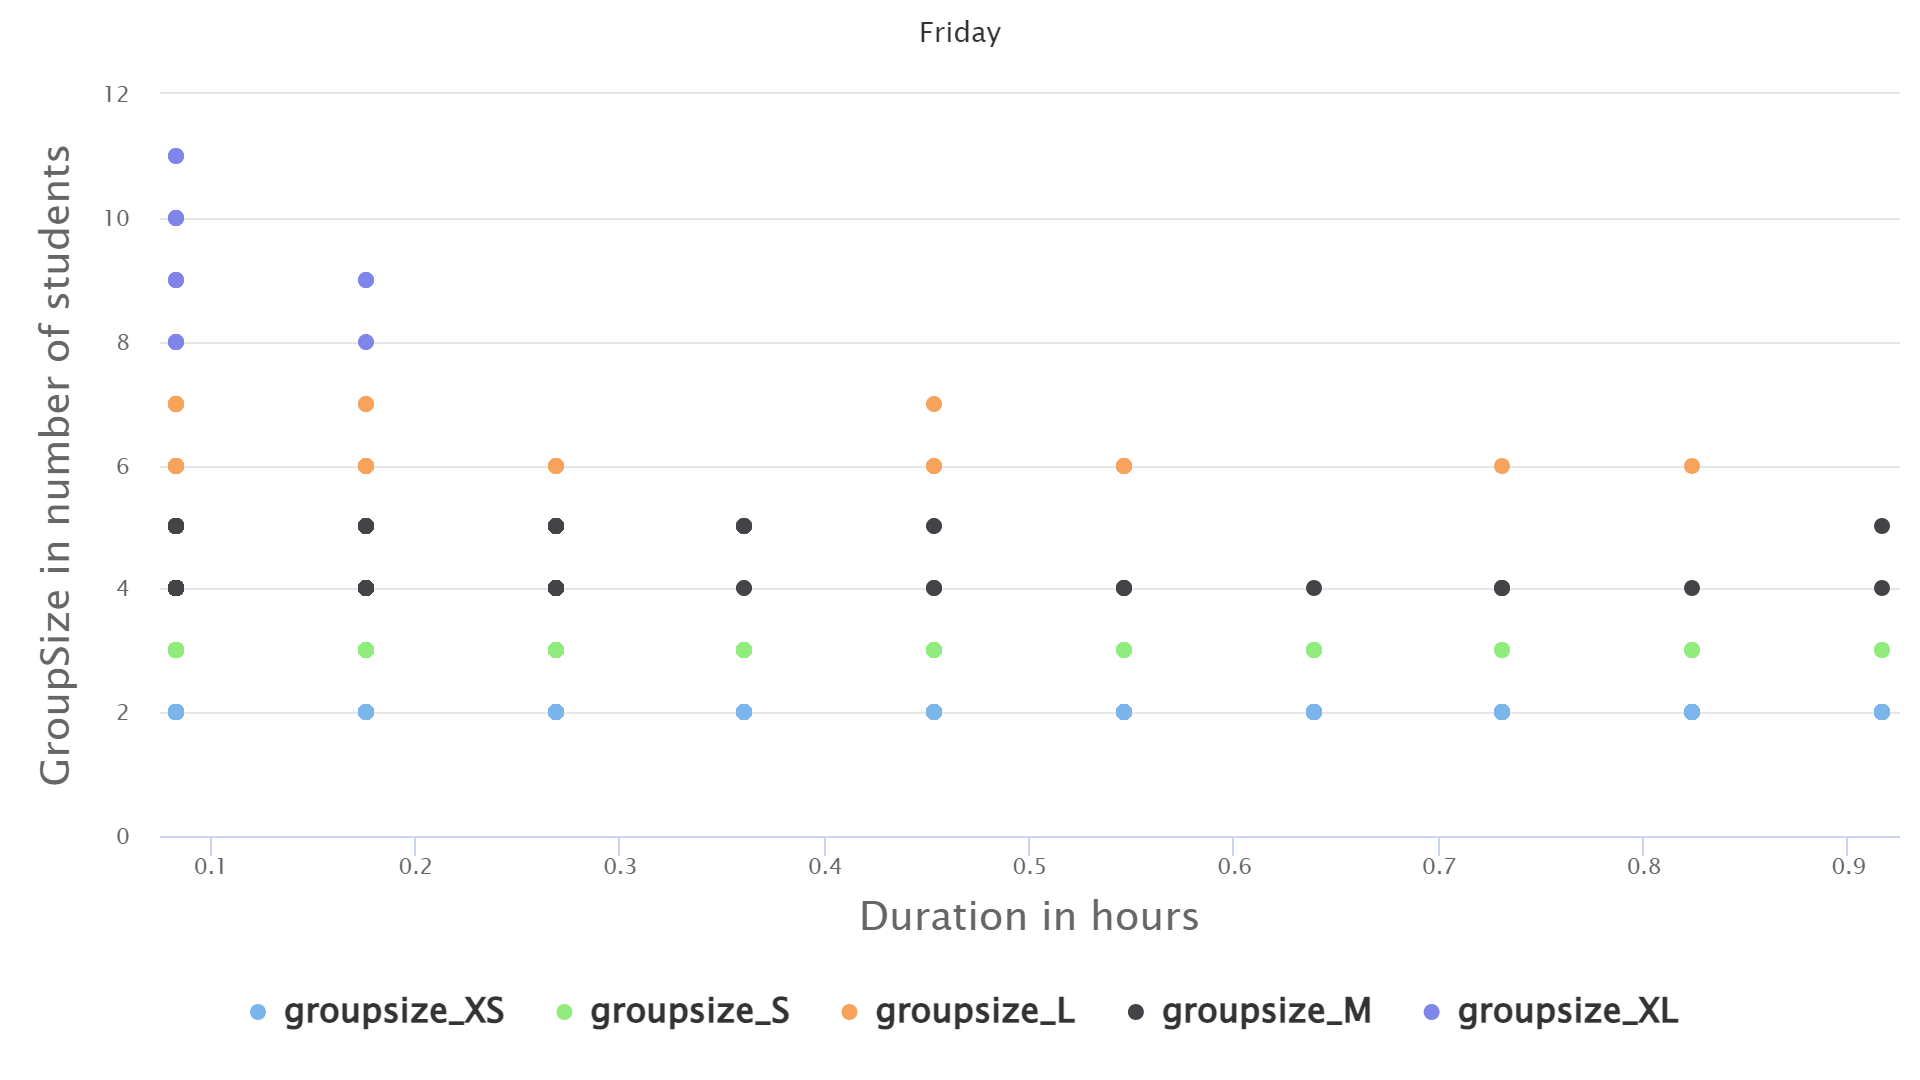 Friday
12
10
8
6
4
2
0
GroupSize in number of students
0.1 0.2 0.3 0.4 0.5 0.6 0.7 0.8 0.9
Duration in hours
groupsize_XS groupsize_S groupsize_L groupsize_M groupsize_XL